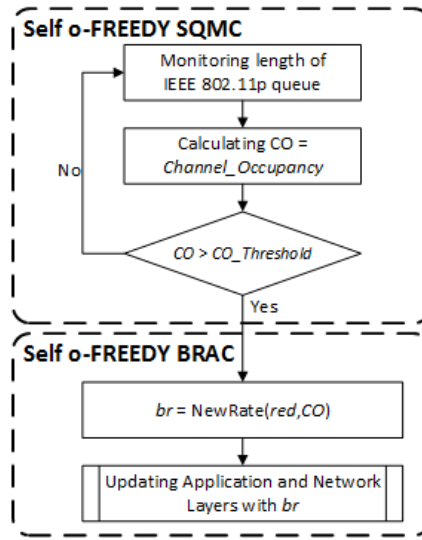 Self o-FREEDY SQMC
Monitoring length of
IEEE 802.11p queue
Calculating CO =
Channel_Occupancy
No
CO > CO_Threshold
Yes
Self o-FREEDY BRAC
br = NewRate(red,CO)
Updating Application and Network
Layers with br